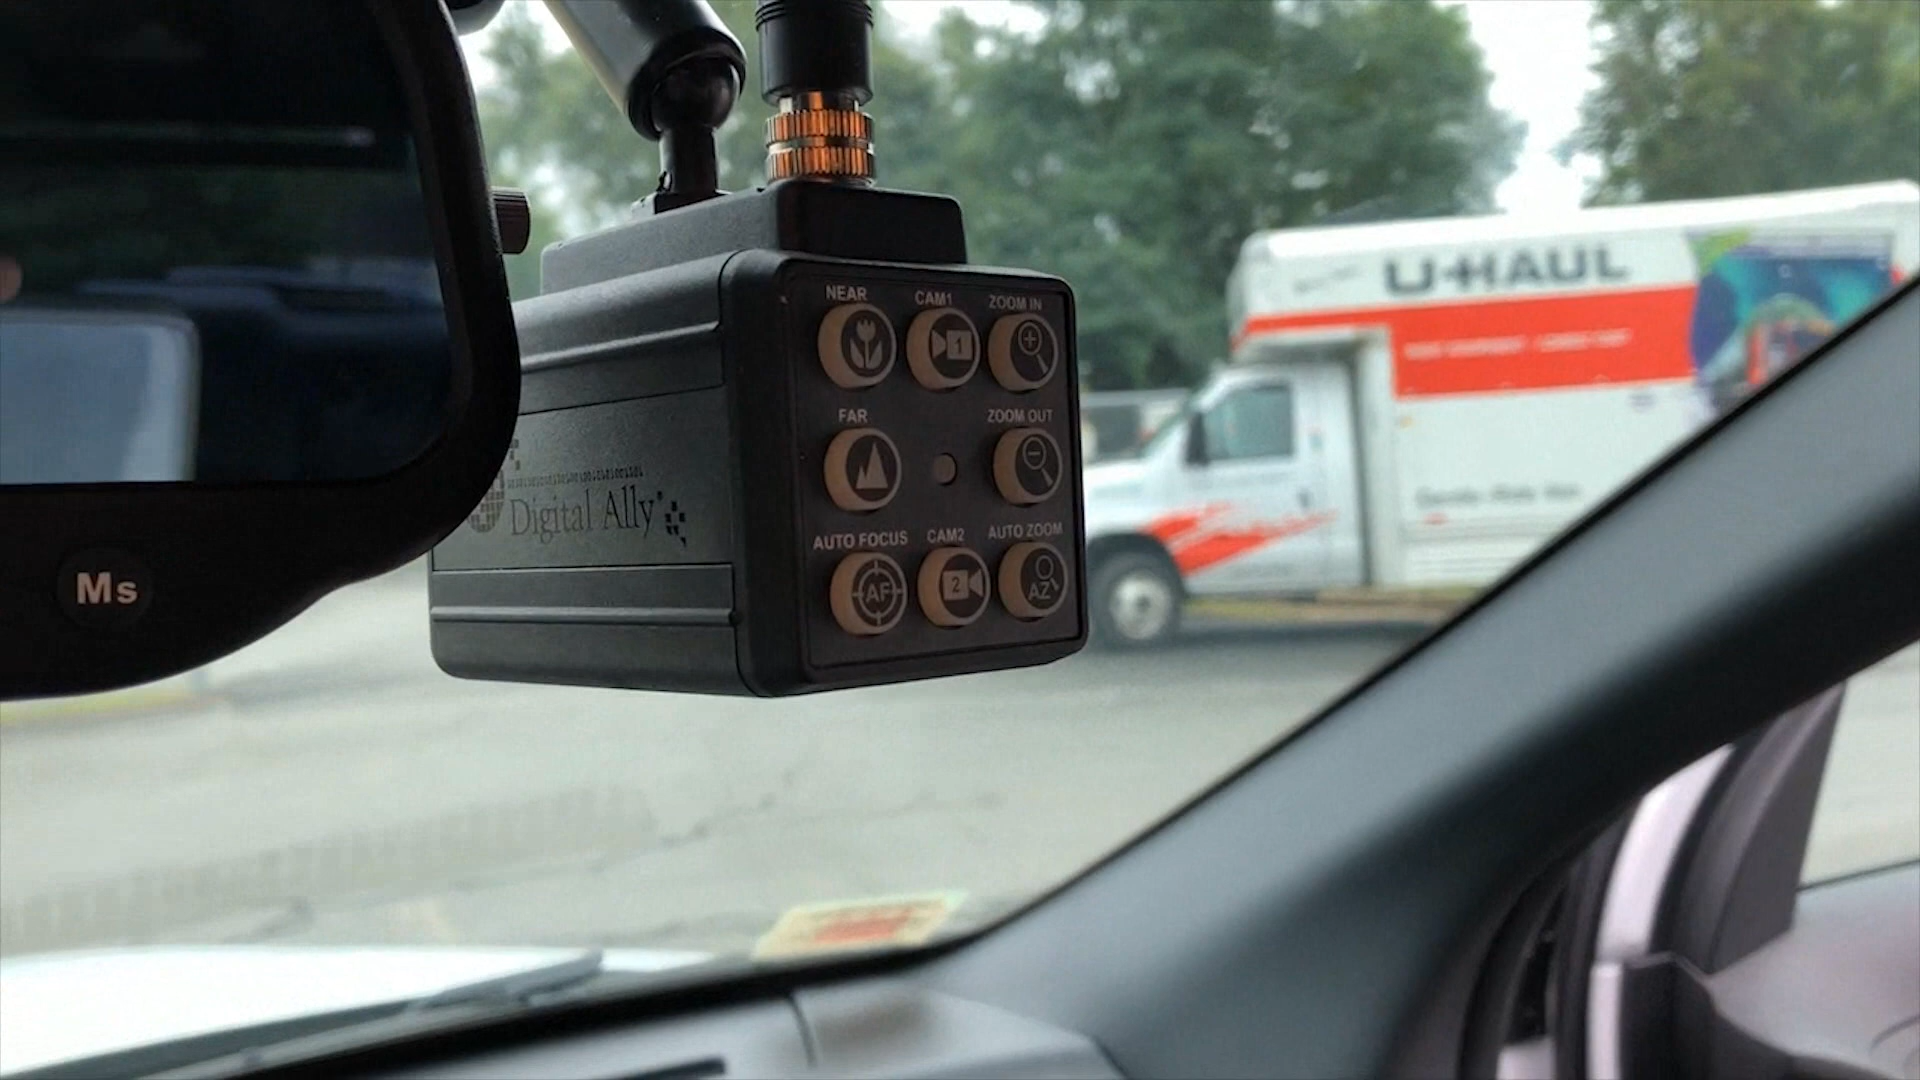 U-HAUL
NEAR
CAM1
ZOOM IN
1
FAR
ZOOM OUT
Digital Ally
AUTO FOCUS
CAM2
AUTO ZOOM
AF
2
AZ
Ms